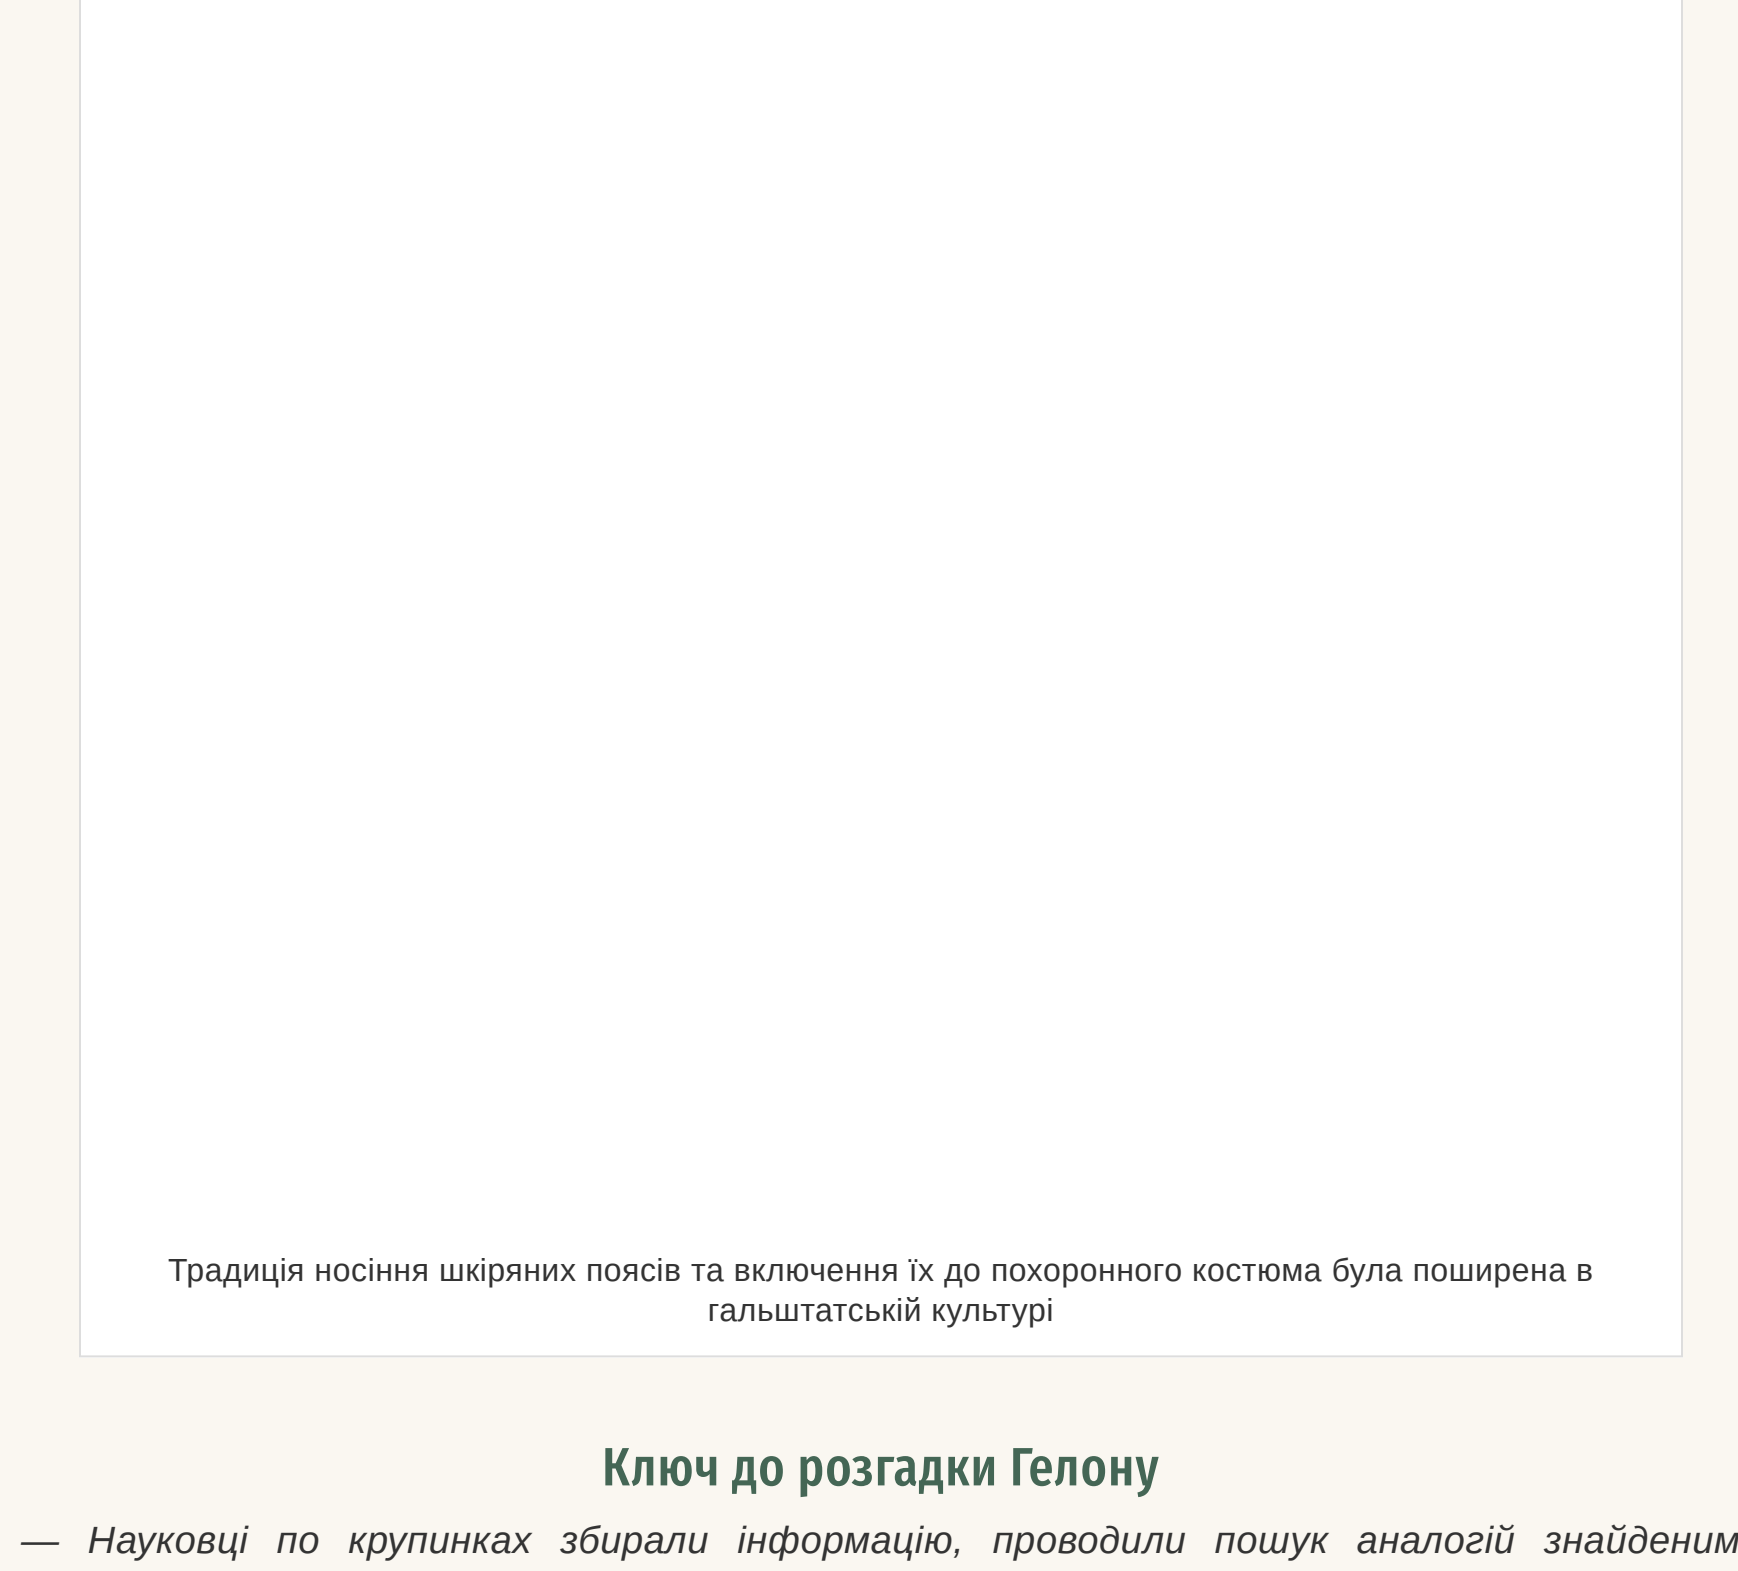 Традиція носіння шкіряних поясів та включення їх до похоронного костюма була поширена в
гальштатській культурі
Ключ до розгадки Гелону
— Науковці по крупинках збирали інформацію, проводили пошук аналогій знайденим